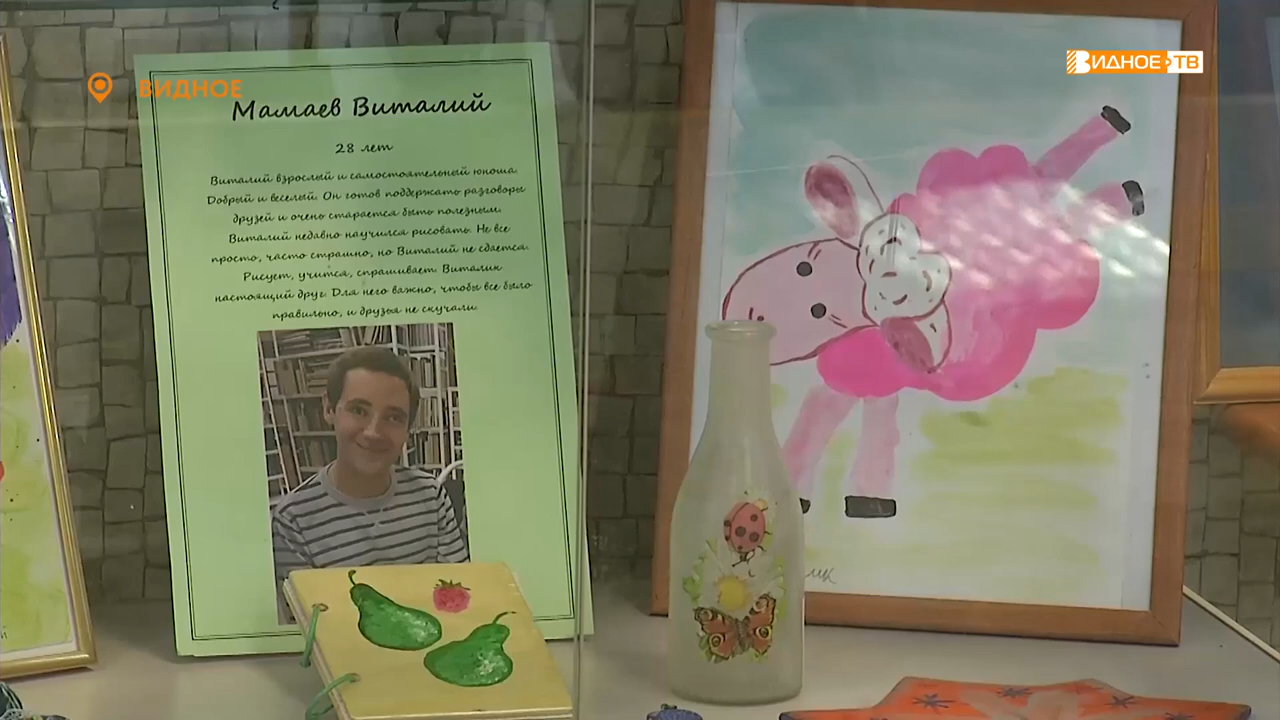 ВИДНОЕ
ВИДНОЕ ТВ
Мамаев Виталий
28 лет
Виталий взрослый и самостоятельный юноша.
Добрый и веселый. Он готов поддержать разговоры
друзей и очень старается быть полезным.
Виталий недавно научился рисовать. Не все
просто, часто страшно, но Виталий не сдается.
Рисует, учится, спрашивает. Виталик
настоящий друг. Для него важно, чтобы все было
правильно, и друзья не скучали.